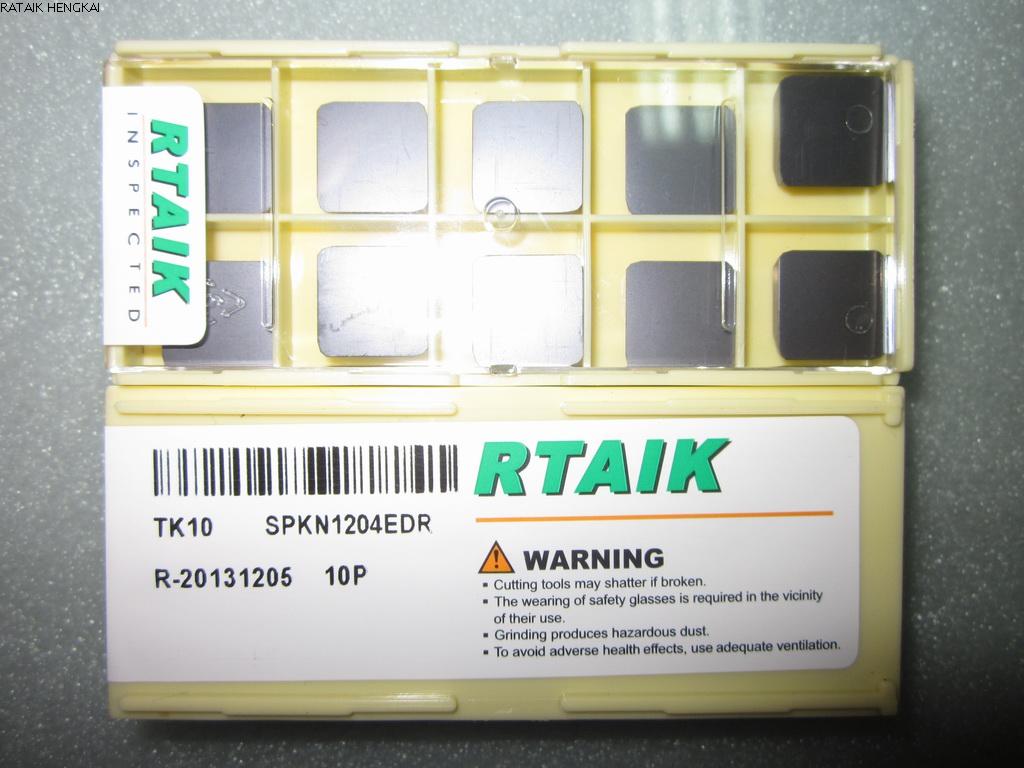 RATAIK HENGKAI
RTAIK
INSPECTED
RTAIK
TK10 SPKN1204EDR
R-20131205 10P
WARNING
▪ Cutting tools may shatter if broken.
▪ The wearing of safety glasses is required in the vicinity
of their use.
▪ Grinding produces hazardous dust.
▪ To avoid adverse health effects, use adequate ventilation.